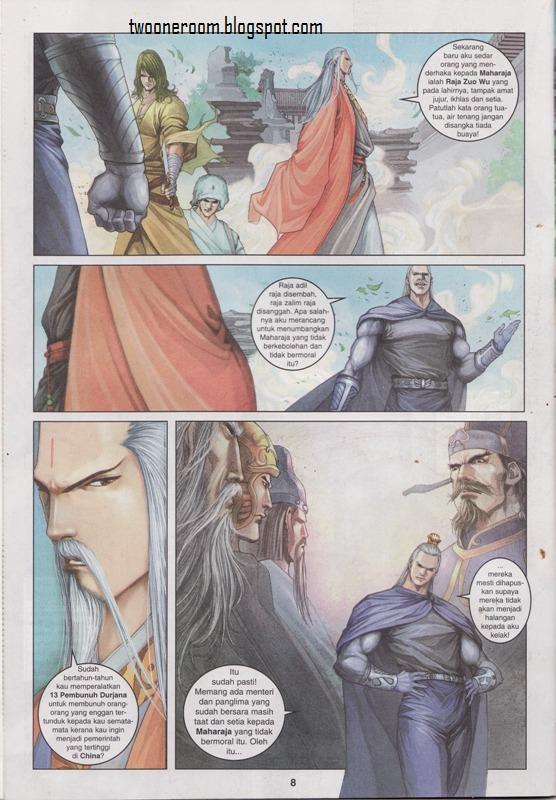 twooneroom.blogspot.com
Sekarang
baru aku sedar
orang yang men-
derhaka kepada Maharaja
ialah Raja Zuo Wu yang
pada lahirnya, tampak amat
jujur, ikhlas dan setia.
Patutlah kata orang tua-
tua, air tenang jangan
disangka tiada
buaya!
Raja adil
raja disembah,
raja zalim raja
disanggah. Apa salah-
nya aku merancang
untuk menumbangkan
Maharaja yang tidak
berkebolehan dan
tidak bermoral
itu?
Sudah
bertahun-tahun
kau memperalatkan
13 Pembunuh Durjana
untuk membunuh orang-
orang yang enggan ter-
tunduk kepada kau semata-
mata kerana kau ingin
menjadi pemerintah
yang tertinggi
di China?
Itu
sudah pasti!
Memang ada menteri
dan panglima yang
sudah bersara masih
taat dan setia kepada
Maharaja yang tidak
bermoral itu. Oleh
itu...
...
mereka
mesti dihapus-
kan supaya
mereka tidak
akan menjadi
halangan
kepada aku
kelak!
8